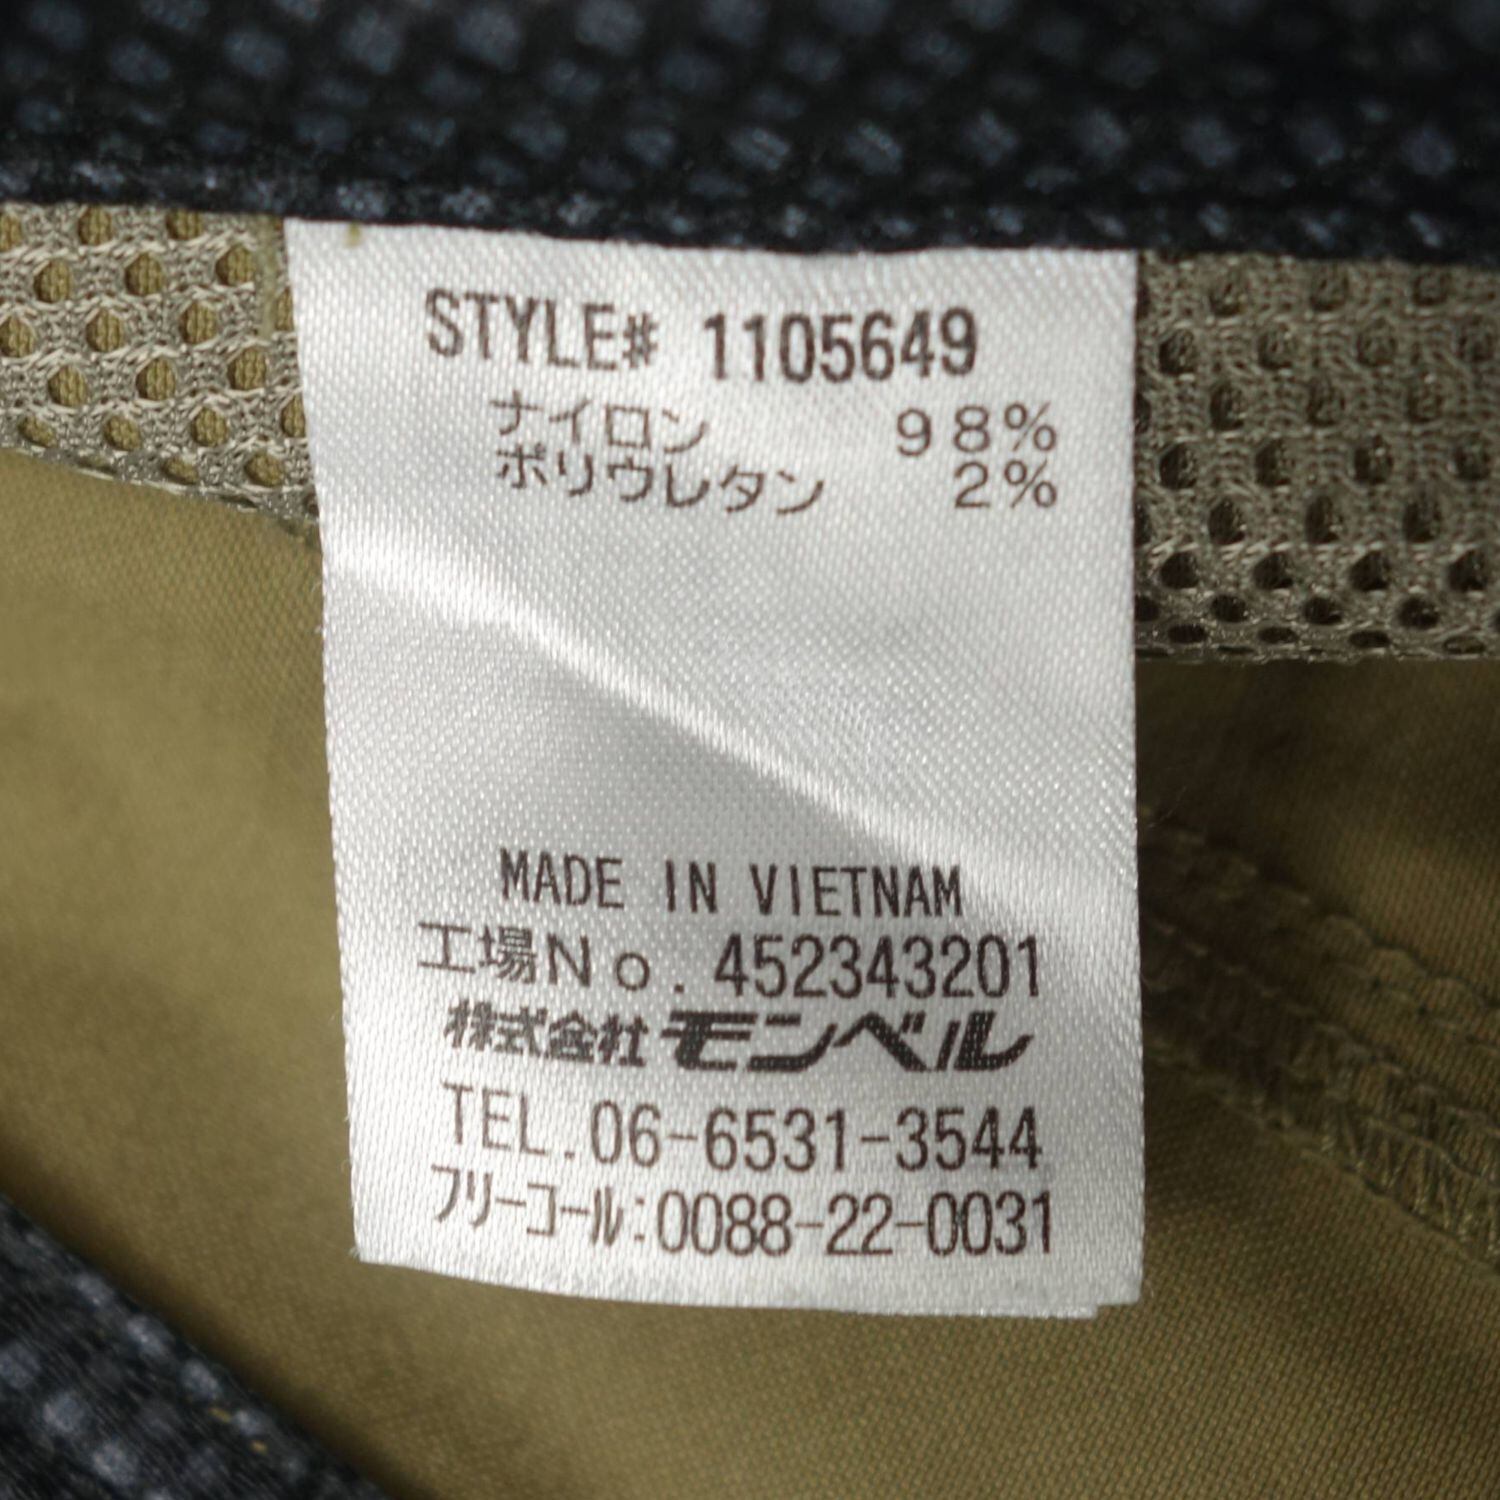 STYLE# 1105649
ナイロン 98%
ポリウレタン 2%
MADE IN VIETNAM
工場No. 452343201
株式会社モンベル
TEL.06-6531-3544
フリーコール:0088-22-0031